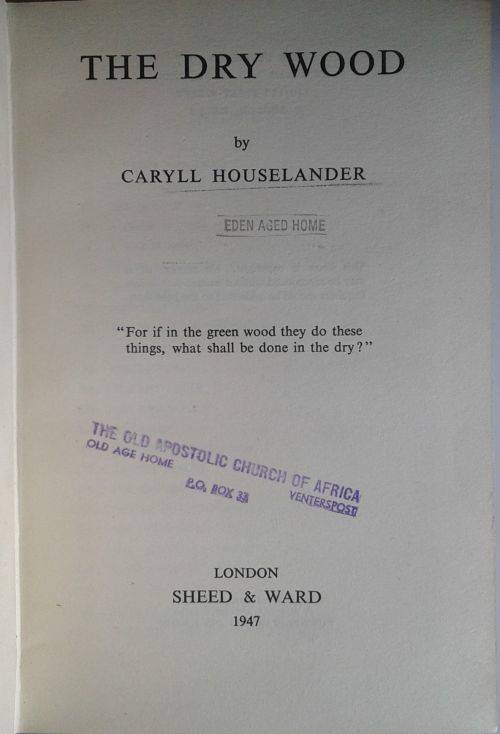 THE DRY WOOD
by
CARYLL HOUSELANDER
EDEN AGED HOME
“For if in the green wood they do these
things, what shall be done in the dry?”
THE OLD APOSTOLIC CHURCH OF AFRICA
OLD AGE HOME
P.O. BOX 33
VENTERSPOST
LONDON
SHEED & WARD
1947